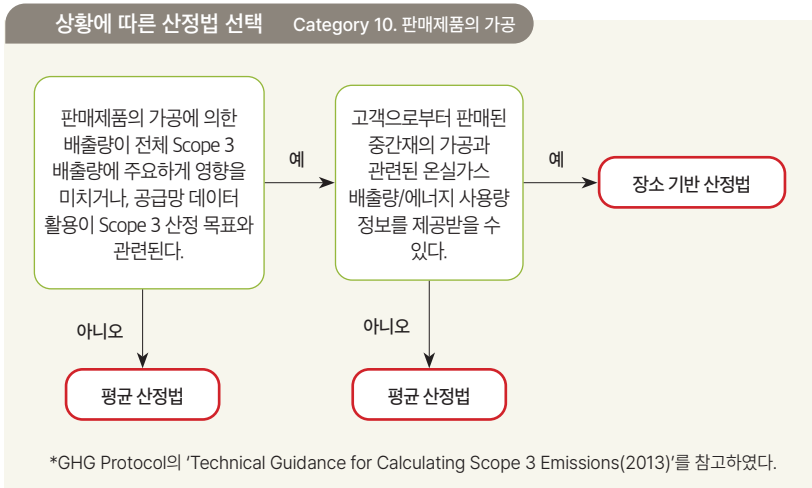 상황에 따른 산정법 선택 Category 10. 판매제품의 가공
판매제품의 가공에 의한
배출량이 전체 Scope 3
배출량에 주요하게 영향을
미치거나, 공급망 데이터
활용이 Scope 3 산정 목표와
관련된다.
예
고객으로부터 판매된
중간재의 가공과
관련된 온실가스
배출량/에너지 사용량
정보를 제공받을 수
있다.
예
장소 기반 산정법
아니오
아니오
평균 산정법
평균 산정법
*GHG Protocol의 'Technical Guidance for Calculating Scope 3 Emissions(2013)'를 참고하였다.